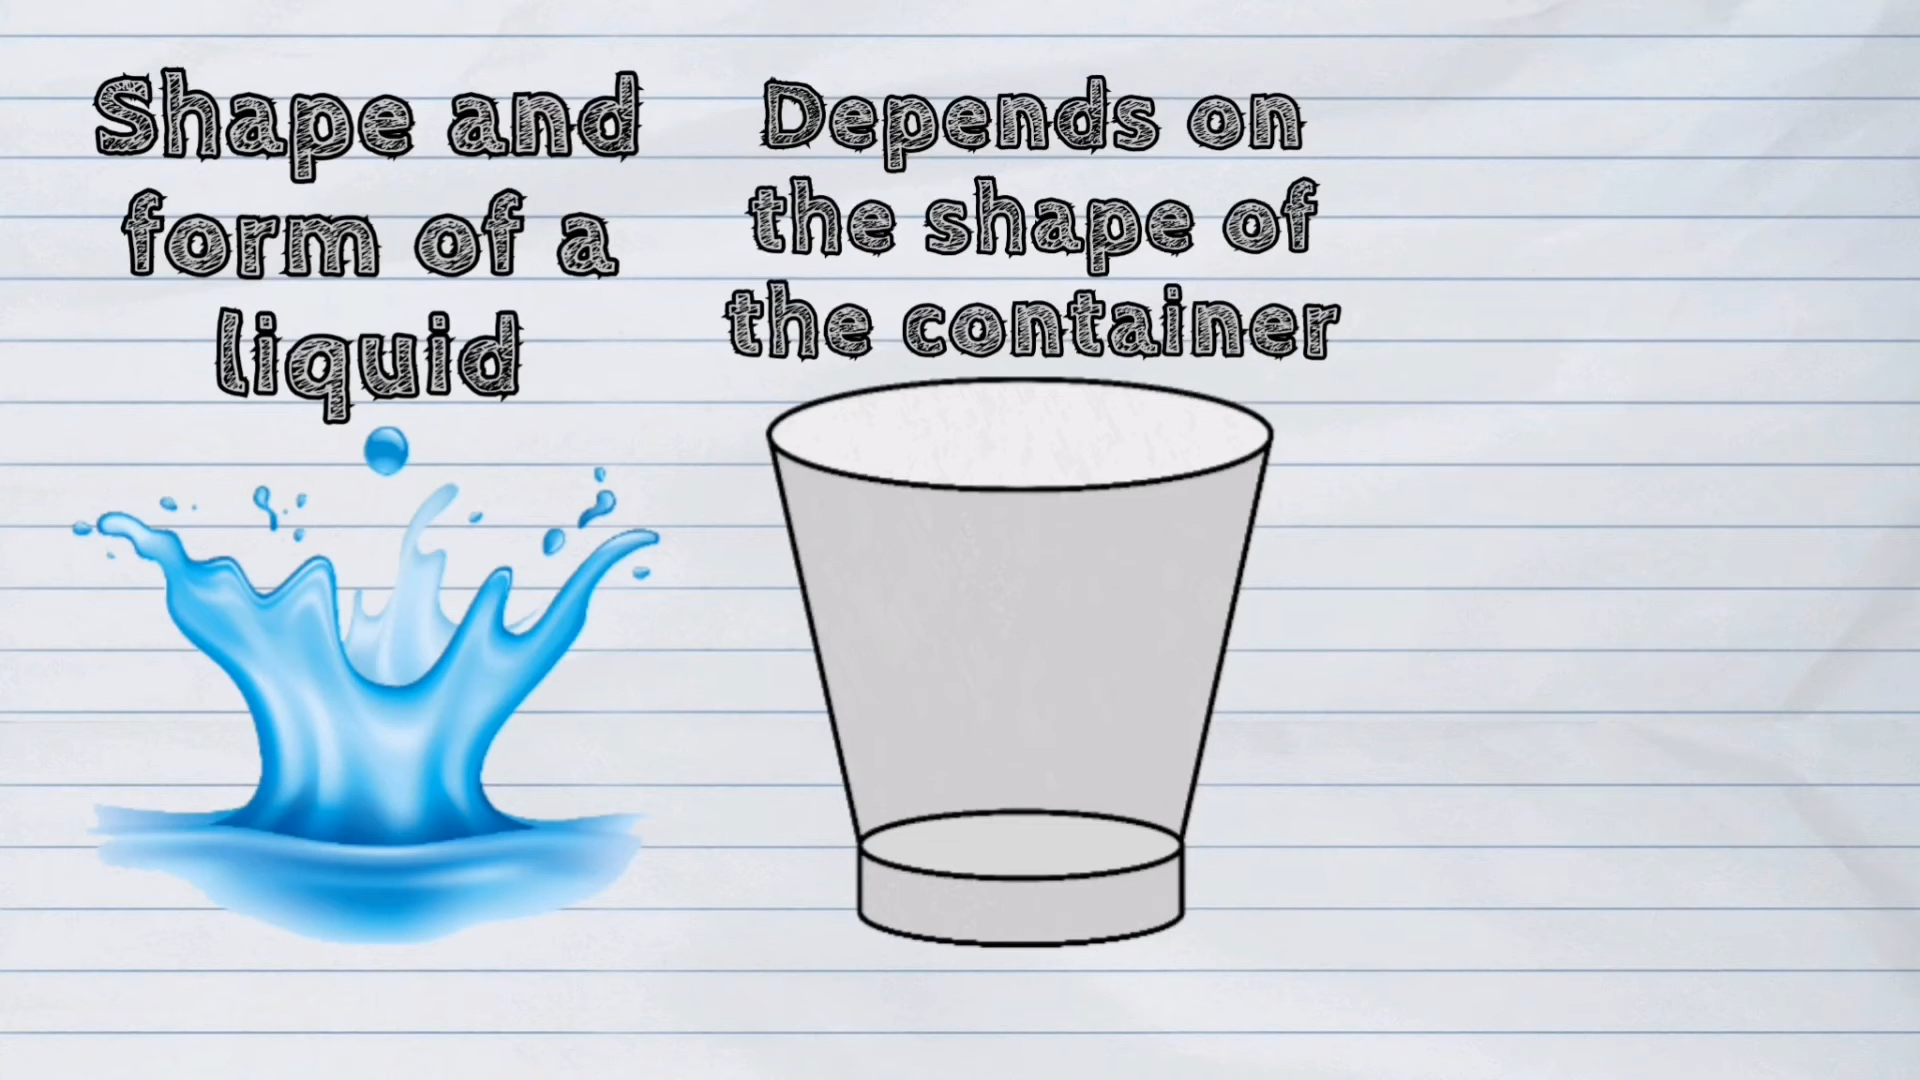 Shape and
form of a
liquid
Depends on
the shape of
the container